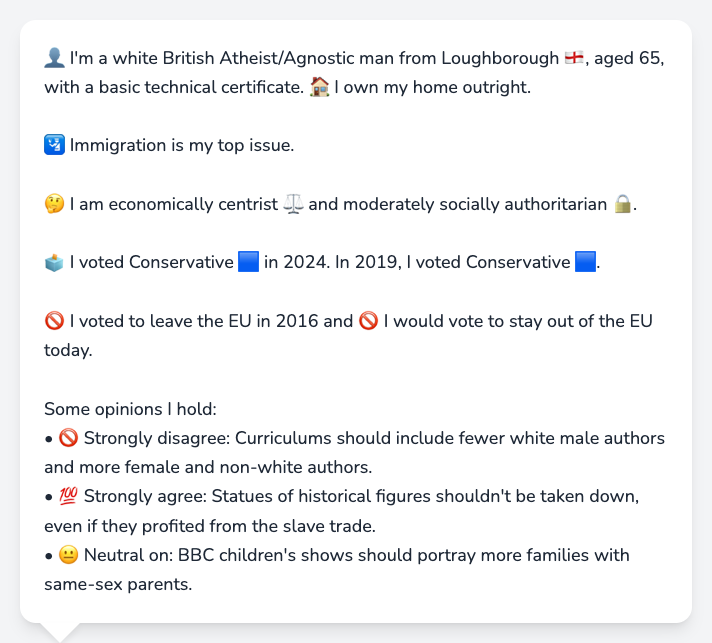 👤 I'm a white British Atheist/Agnostic man from Loughborough 🏴󠁧󠁢󠁥󠁮󠁧󠁿, aged 65,
with a basic technical certificate. 🏠 I own my home outright.
🛂 Immigration is my top issue.
🤔 I am economically centrist ⚖️ and moderately socially authoritarian 🔒.
🗳️ I voted Conservative 🟦 in 2024. In 2019, I voted Conservative 🟦.
🚫 I voted to leave the EU in 2016 and 🚫 I would vote to stay out of the EU
today.
Some opinions I hold:
• 🚫 Strongly disagree: Curriculums should include fewer white male authors
and more female and non-white authors.
• 💯 Strongly agree: Statues of historical figures shouldn't be taken down,
even if they profited from the slave trade.
• 😐 Neutral on: BBC children's shows should portray more families with
same-sex parents.